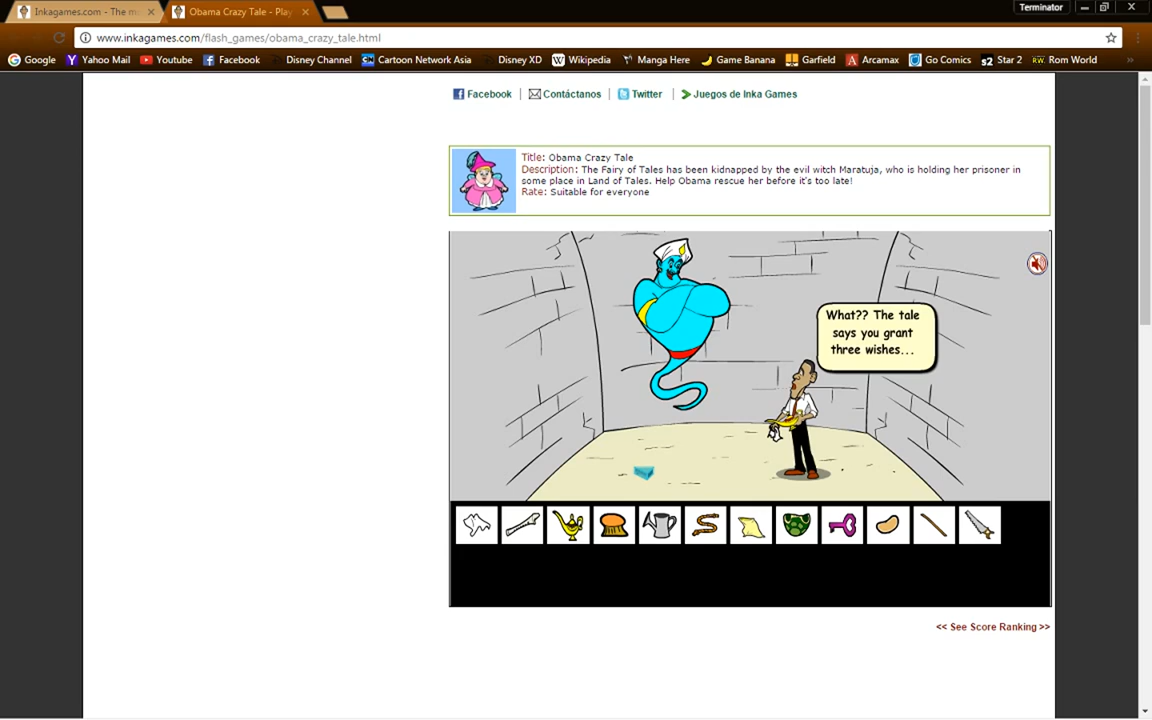 Inkagames.com - The m
Obama Crazy Tale - Play
Terminator
www.inkagames.com/flash_games/obama_crazy_tale.html
Google
Yahoo Mail
Youtube
Facebook
Disney Channel
Cartoon Network Asia
Disney XD
Wikipedia
Manga Here
Game Banana
Garfield
Arcamax
Go Comics
Star 2
Rom World
Facebook | Contáctanos | Twitter | Juegos de Inka Games
Title: Obama Crazy Tale
Description: The Fairy of Tales has been kidnapped by the evil witch Maratuja, who is holding her prisoner in
some place in Land of Tales. Help Obama rescue her before it's too late!
Rate: Suitable for everyone
What?? The tale
says you grant
three wishes...
<< See Score Ranking >>